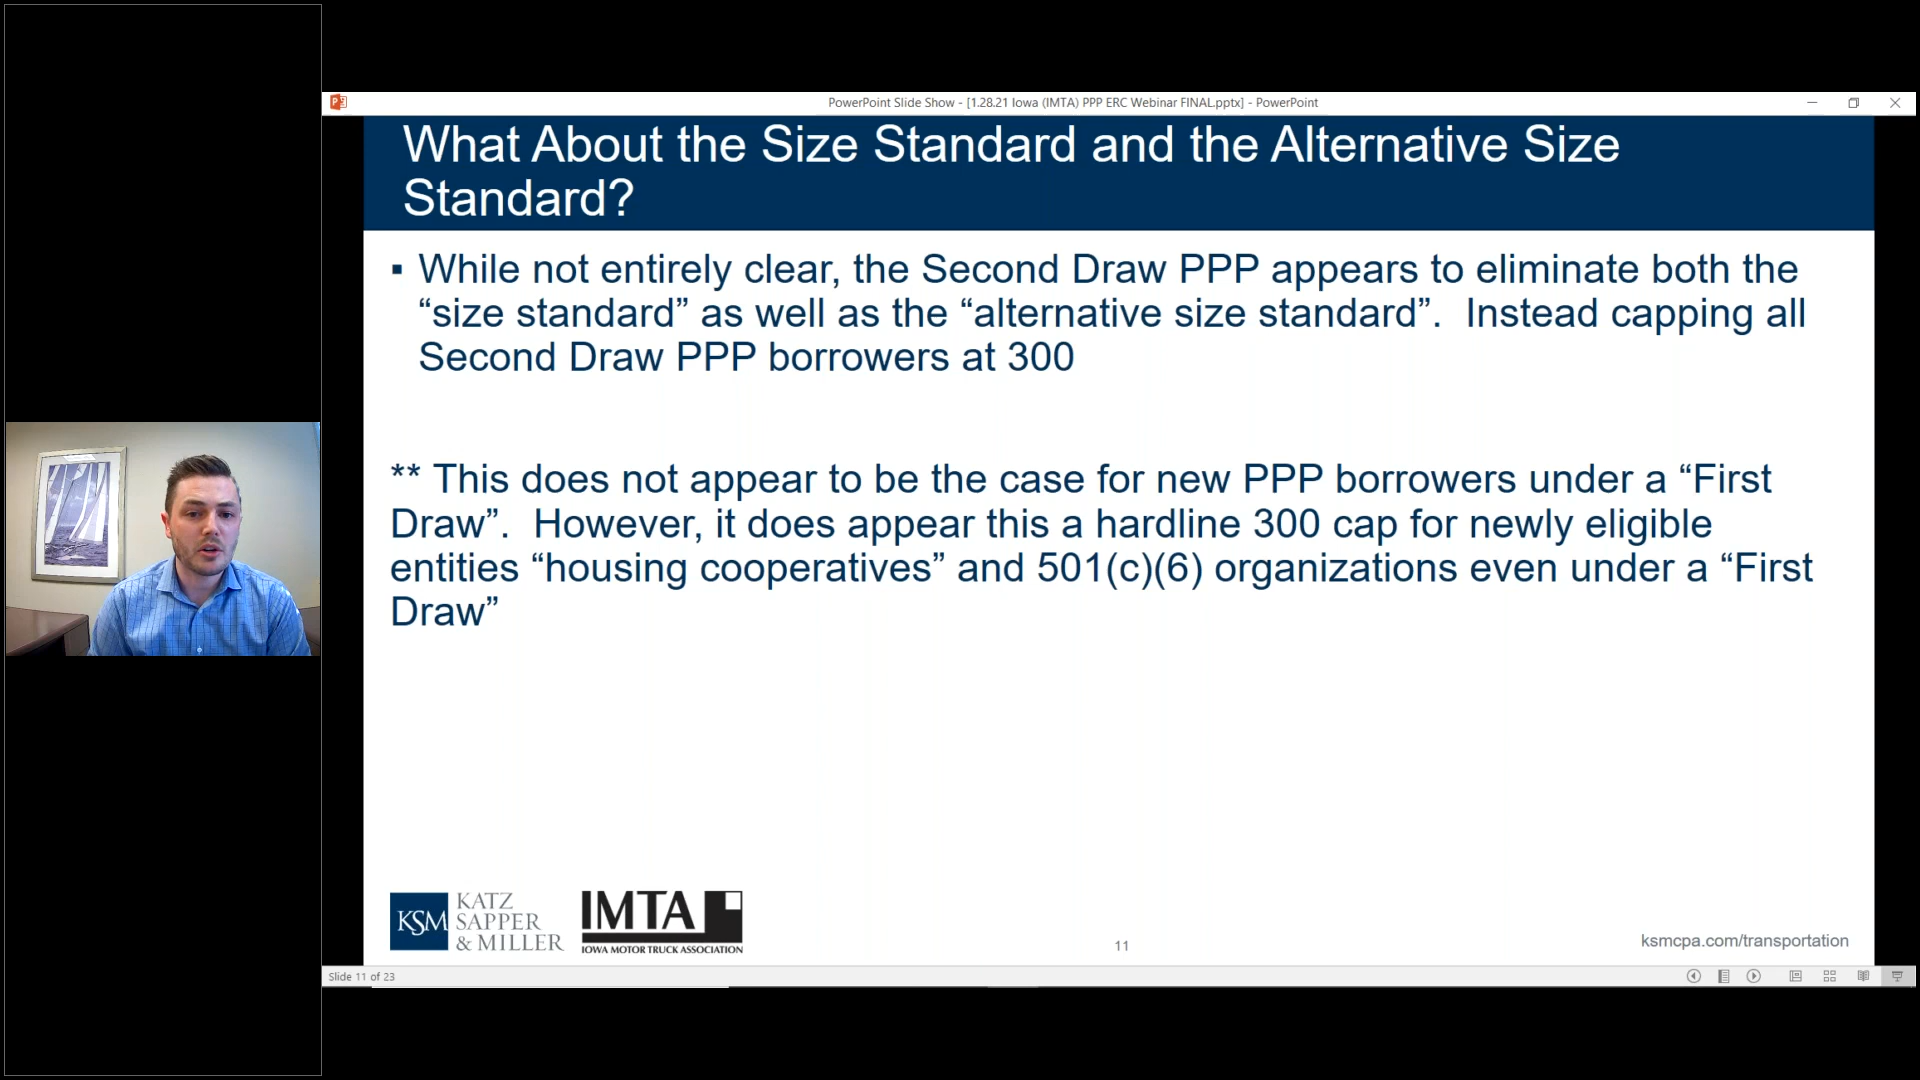 PowerPoint Slide Show - [1.28.21 Iowa (IMTA) PPP ERC Webinar FINAL.pptx] - PowerPoint
What About the Size Standard and the Alternative Size
Standard?
▪ While not entirely clear, the Second Draw PPP appears to eliminate both the
“size standard” as well as the “alternative size standard”.  Instead capping all
Second Draw PPP borrowers at 300
** This does not appear to be the case for new PPP borrowers under a “First
Draw”.  However, it does appear this a hardline 300 cap for newly eligible
entities “housing cooperatives” and 501(c)(6) organizations even under a “First
Draw”
KSM
KATZ
SAPPER
& MILLER
IMTA
IOWA MOTOR TRUCK ASSOCIATION
11
ksmcpa.com/transportation
Slide 11 of 23